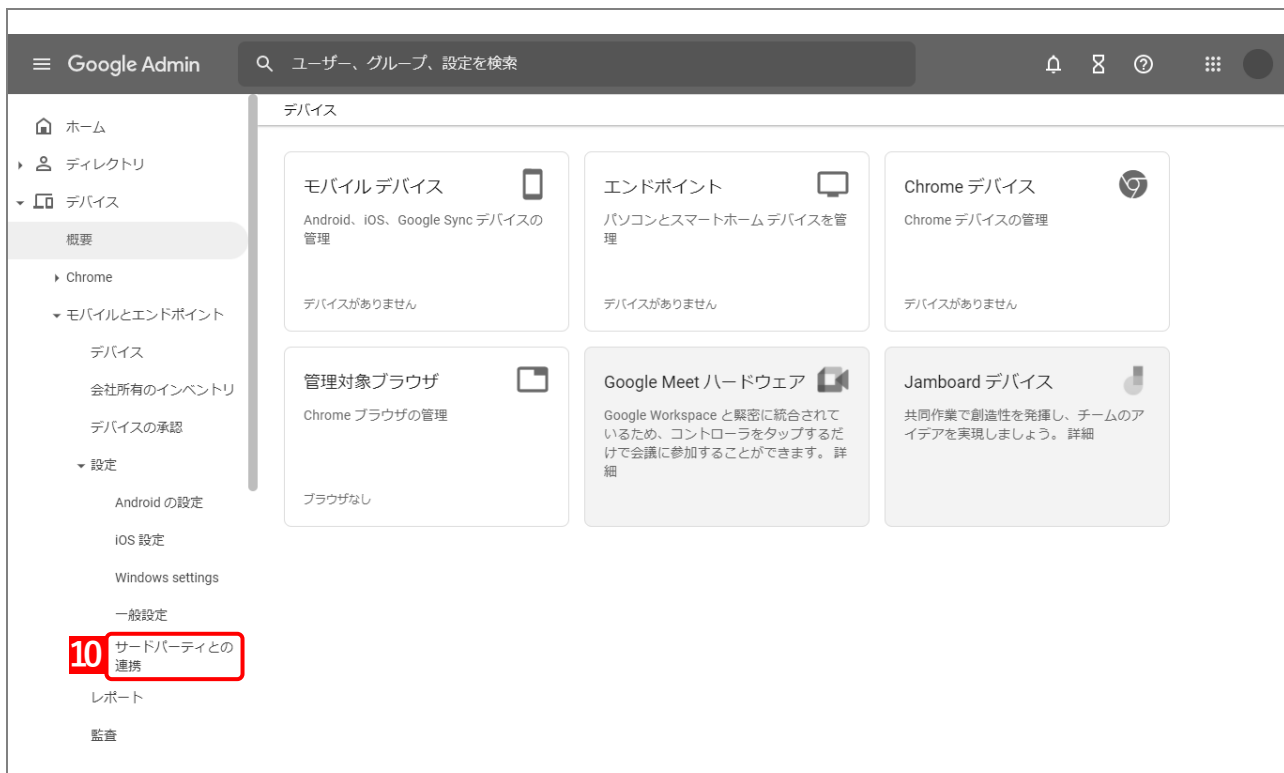 Google Admin
ユーザー、グループ、設定を検索
ホーム
ディレクトリ
デバイス
概要
Chrome
モバイルとエンドポイント
デバイス
会社所有のインベントリ
デバイスの承認
設定
Android の設定
iOS 設定
Windows settings
一般設定
10
サードパーティとの
連携
レポート
監査
デバイス
モバイル デバイス
Android、iOS、Google Sync デバイスの
管理
デバイスがありません
エンドポイント
パソコンとスマートホーム デバイスを管
理
デバイスがありません
Chrome デバイス
Chrome デバイスの管理
デバイスがありません
管理対象ブラウザ
Chrome ブラウザの管理
ブラウザなし
Google Meet ハードウェア
Google Workspace と緊密に統合されて
いるため、コントローラをタップするだ
けで会議に参加することができます。 詳
細
Jamboard デバイス
共同作業で創造性を発揮し、チームのア
イデアを実現しましょう。 詳細